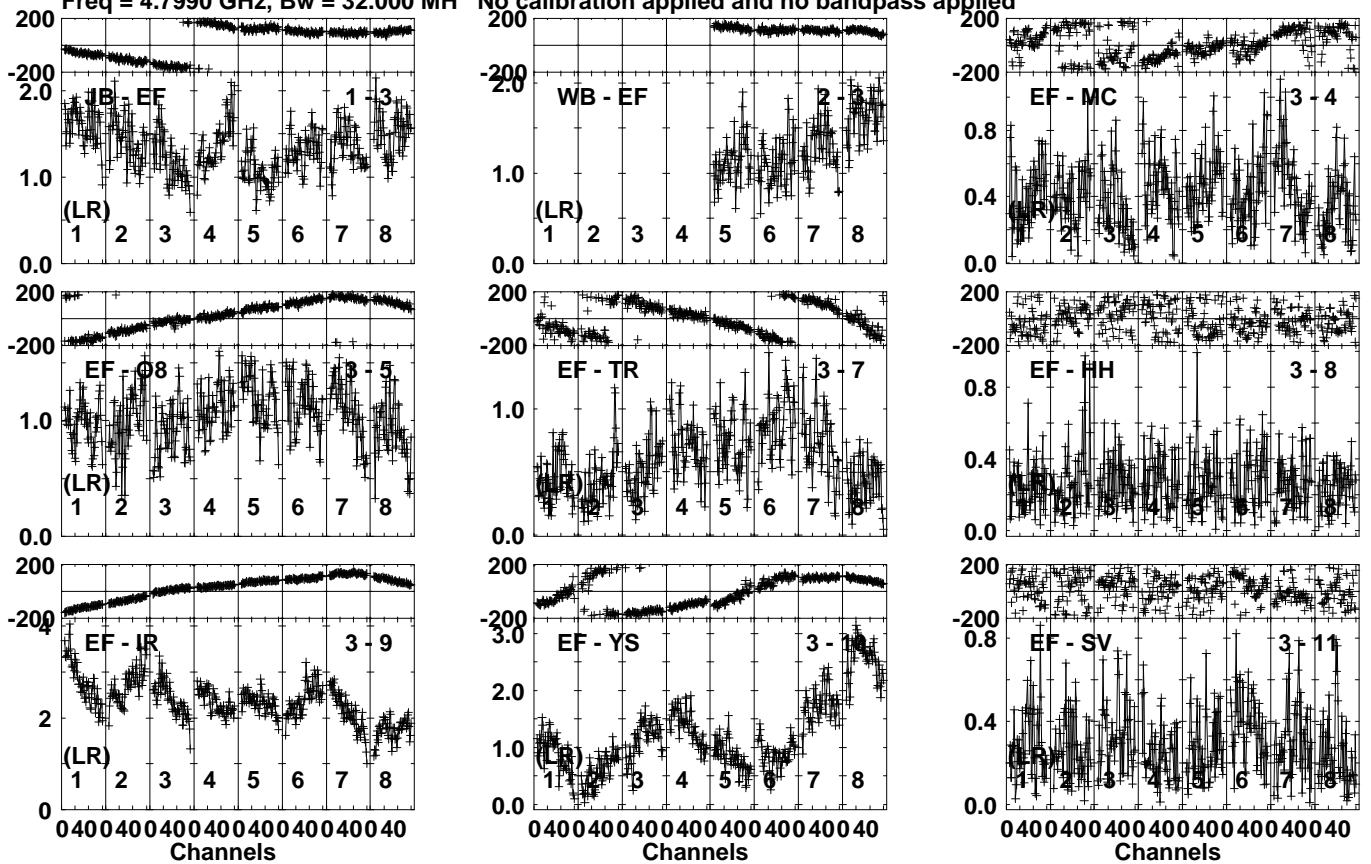 Freq = 4.7990 GHz, Bw = 32.000 MH No calibration applied and no bandpass applied
200
-200
2.0
1.0
0.0
JB - EF
1 - 3
(LR)
1 2 3 4 5 6 7 8
200
-200
2.0
1.0
0.0
WB - EF
2 - 3
(LR)
1 2 3 4 5 6 7 8
200
-200
0.8
0.4
0.0
EF - MC
3 - 4
(LR)
1 2 3 4 5 6 7 8
200
-200
1.0
0.0
EF - O8
3 - 5
(LR)
1 2 3 4 5 6 7 8
200
-200
1.0
0.0
EF - TR
3 - 7
(LR)
1 2 3 4 5 6 7 8
200
-200
0.8
0.4
0.0
EF - HH
3 - 8
(LR)
1 2 3 4 5 6 7 8
200
-200
4
2
0
EF - IR
3 - 9
(LR)
1 2 3 4 5 6 7 8
0 40 0 40 0 40 0 40 0 40 0 40 0 40 0 40
Channels
200
-200
3.0
2.0
1.0
0.0
EF - YS
3 - 10
(LR)
1 2 3 4 5 6 7 8
0 40 0 40 0 40 0 40 0 40 0 40 0 40 0 40
Channels
200
-200
0.8
0.4
0.0
EF - SV
3 - 11
(LR)
1 2 3 4 5 6 7 8
0 40 0 40 0 40 0 40 0 40 0 40 0 40 0 40
Channels